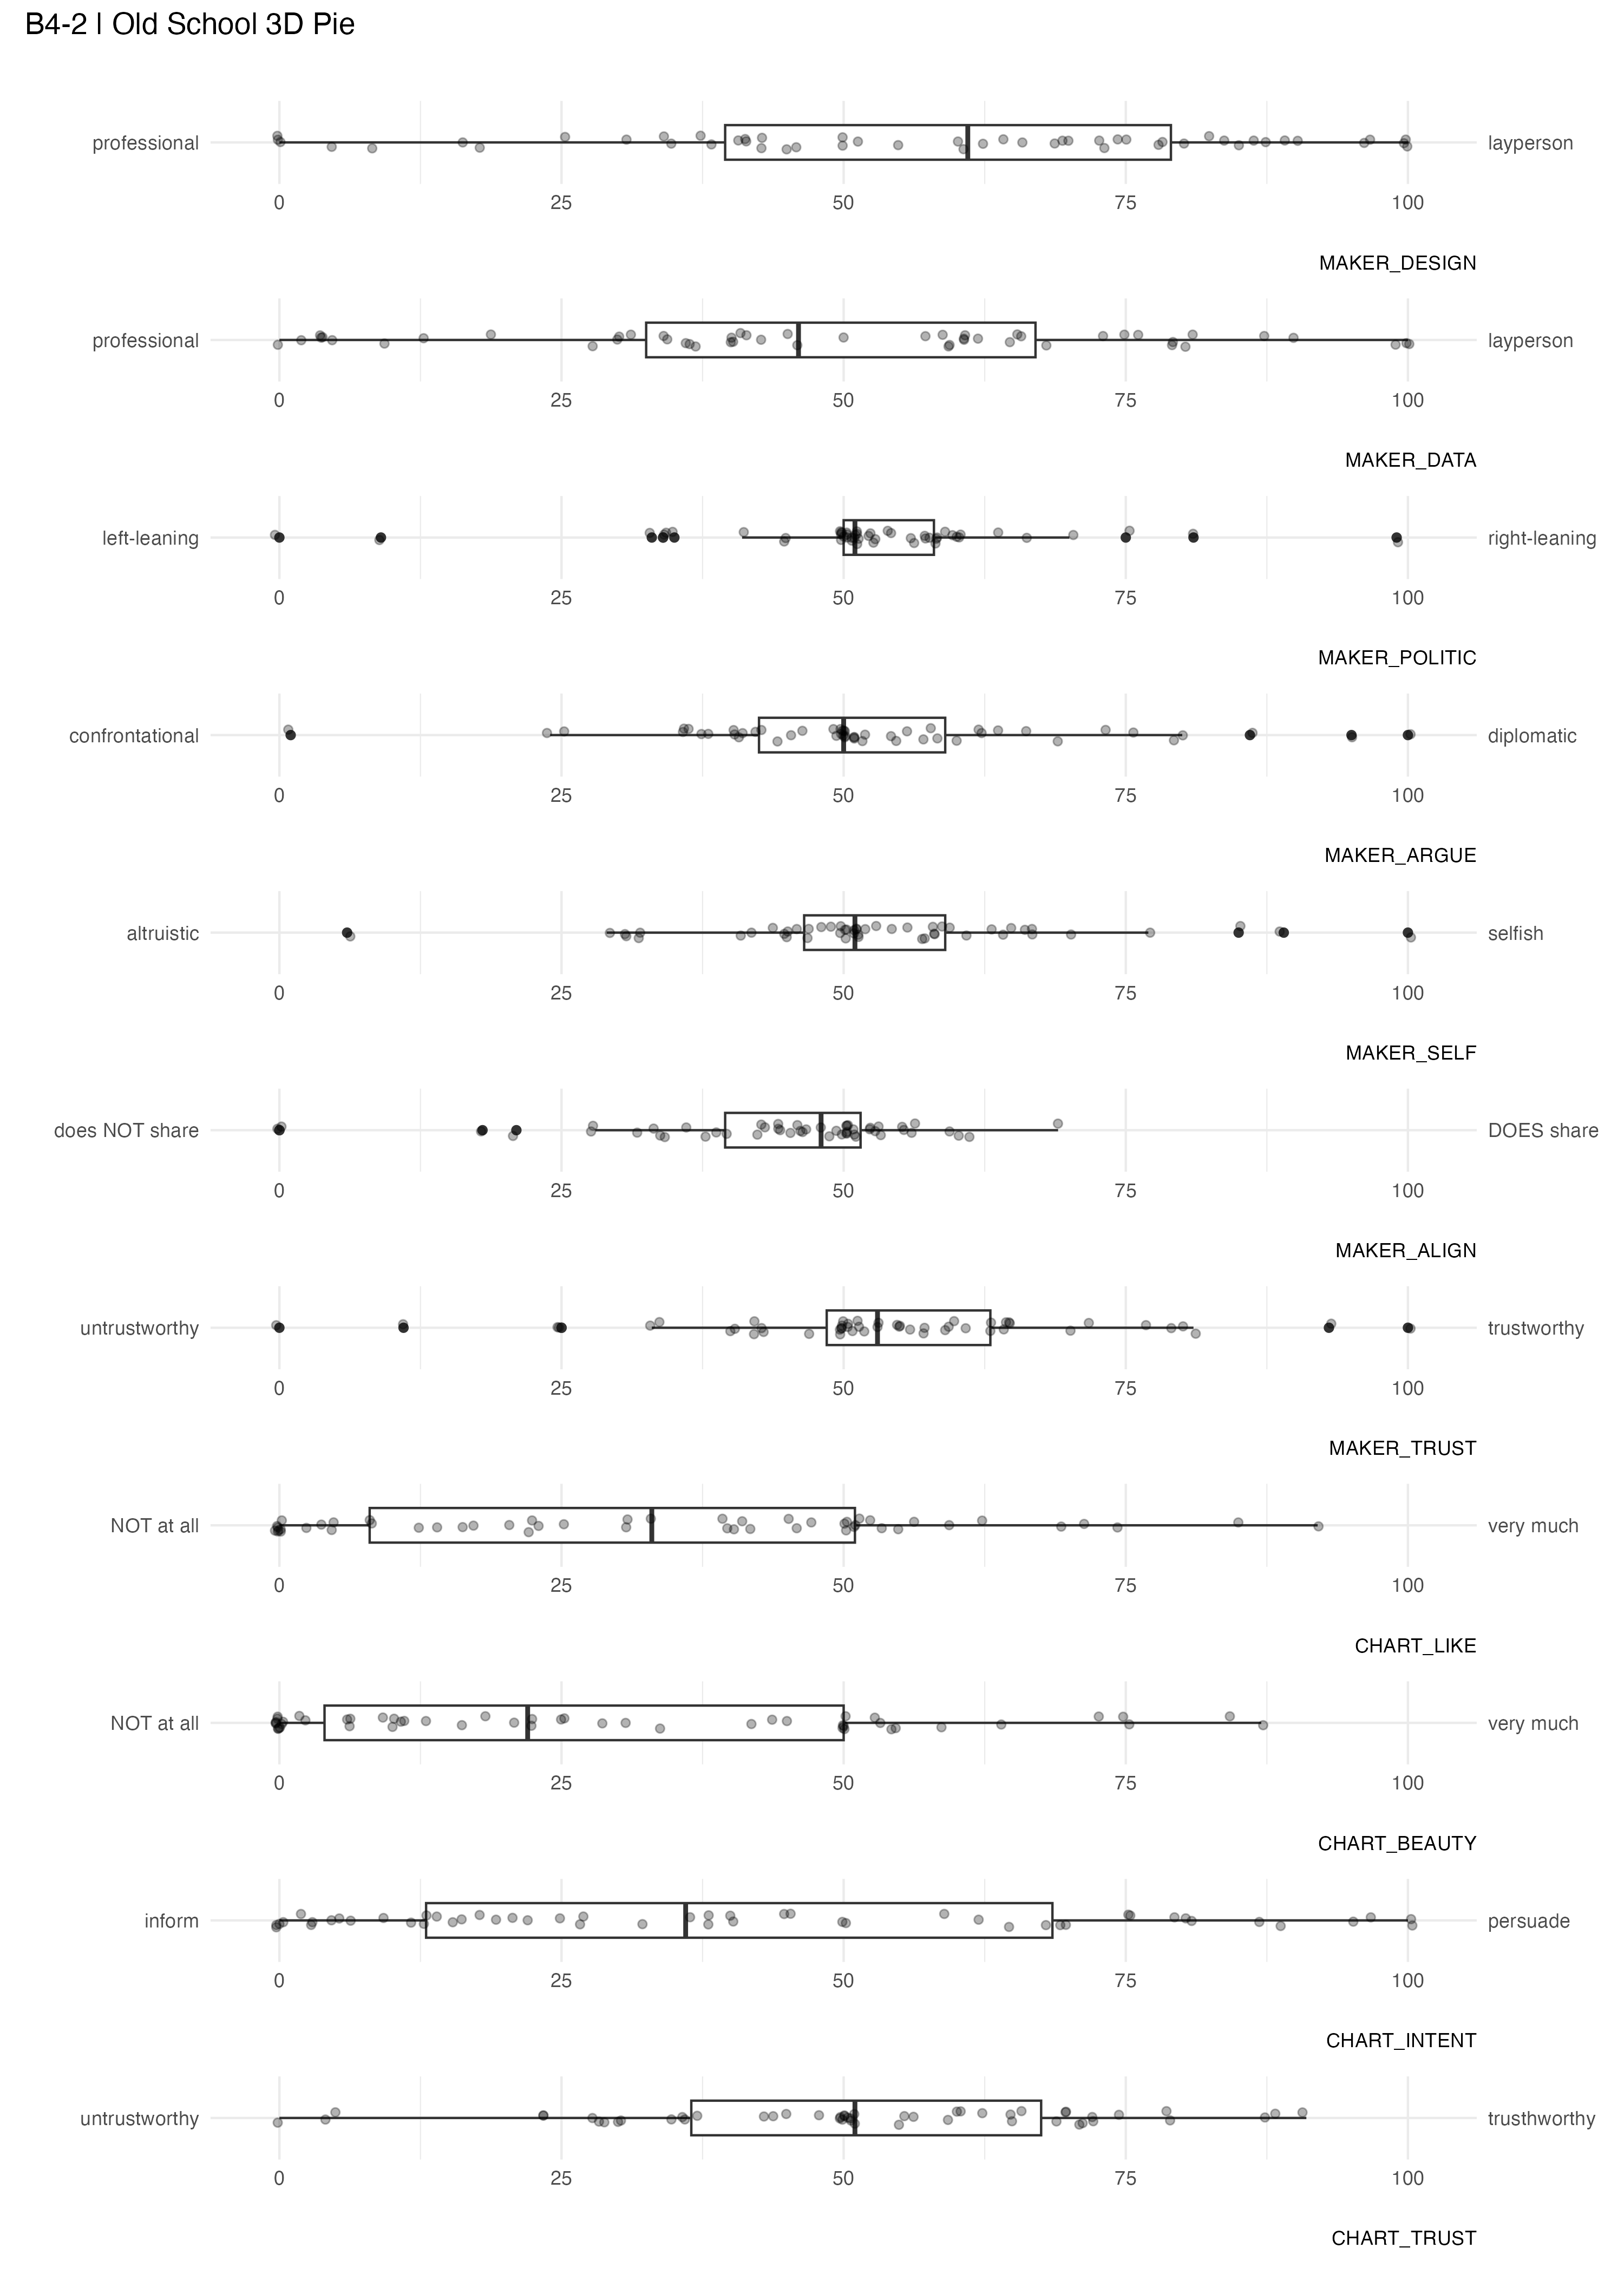 B4-2 | Old School 3D Pie
professional layperson
0 25 50 75 100
MAKER_DESIGN
professional layperson
0 25 50 75 100
MAKER_DATA
left-leaning right-leaning
0 25 50 75 100
MAKER_POLITIC
confrontational diplomatic
0 25 50 75 100
MAKER_ARGUE
altruistic selfish
0 25 50 75 100
MAKER_SELF
does NOT share DOES share
0 25 50 75 100
MAKER_ALIGN
untrustworthy trustworthy
0 25 50 75 100
MAKER_TRUST
NOT at all very much
0 25 50 75 100
CHART_LIKE
NOT at all very much
0 25 50 75 100
CHART_BEAUTY
inform persuade
0 25 50 75 100
CHART_INTENT
untrustworthy trusthworthy
0 25 50 75 100
CHART_TRUST